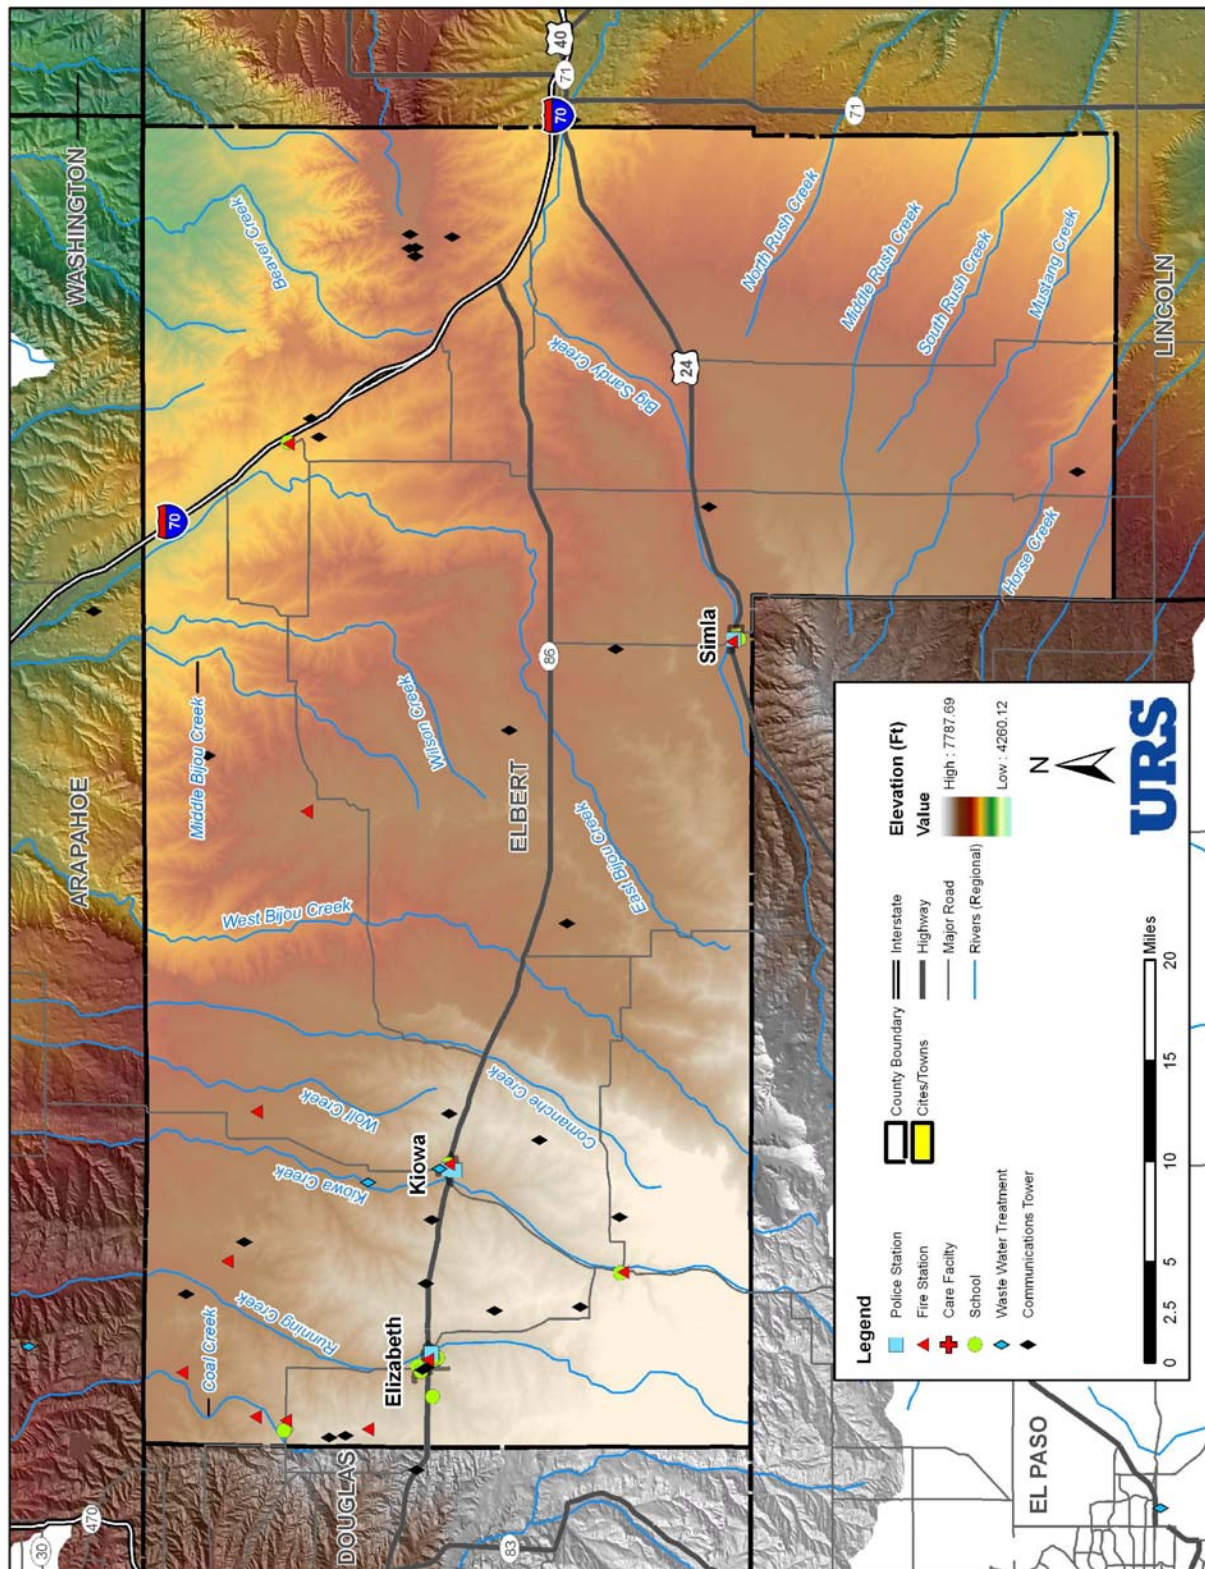 WASHINGTON
ARAPAHOE
DOUGLAS
ELBERT
LINCOLN
EL PASO
30
470
83
70
70
40
71
71
86
24
Coal Creek
Running Creek
Kiowa Creek
Wolf Creek
Comanche Creek
West Bijou Creek
Middle Bijou Creek
Wilson Creek
East Bijou Creek
Beaver Creek
Big Sandy Creek
North Rush Creek
Middle Rush Creek
South Rush Creek
Mustang Creek
Horse Creek
Elizabeth
Kiowa
Simla
Legend
Police Station
Fire Station
Care Facilty
School
Waste Water Treatment
Communications Tower
County Boundary
Cites/Towns
Interstate
Highway
Major Road
Rivers (Regional)
Elevation (Ft)
Value
High : 7787.69
Low : 4260.12
N
URS
0 2.5 5 10 15 20
Miles